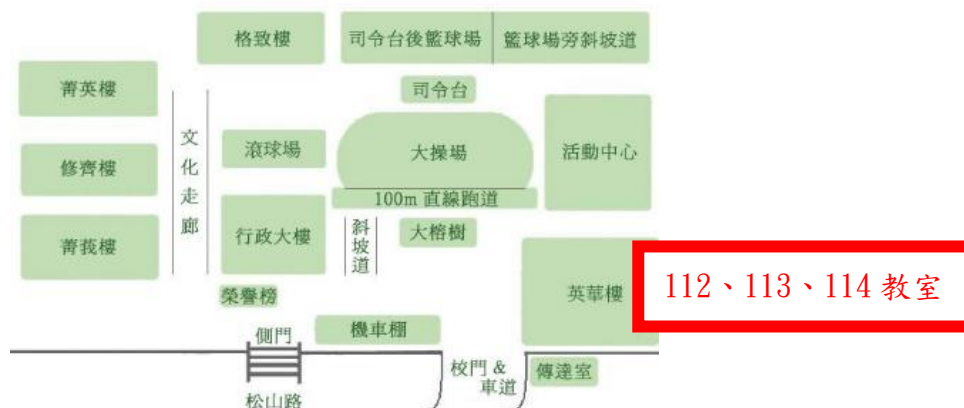 格致樓
司令台後籃球場
籃球場旁斜坡道
菁英樓
司令台
文化走廊
滾球場
大操場
活動中心
修齊樓
100m 直線跑道
菁莪樓
行政大樓
斜坡道
大榕樹
英華樓
112、113、114 教室
榮譽榜
側門
機車棚
校門 &
車道
傳達室
松山路